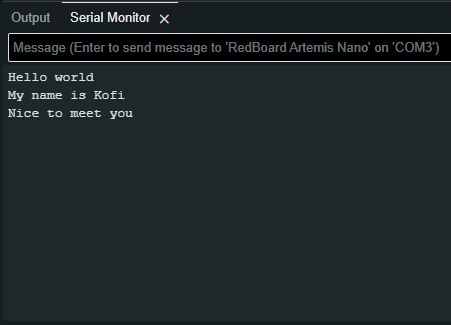 Output Serial Monitor ×
Message (Enter to send message to 'RedBoard Artemis Nano' on 'COM3')
Hello world
My name is Kofi
Nice to meet you